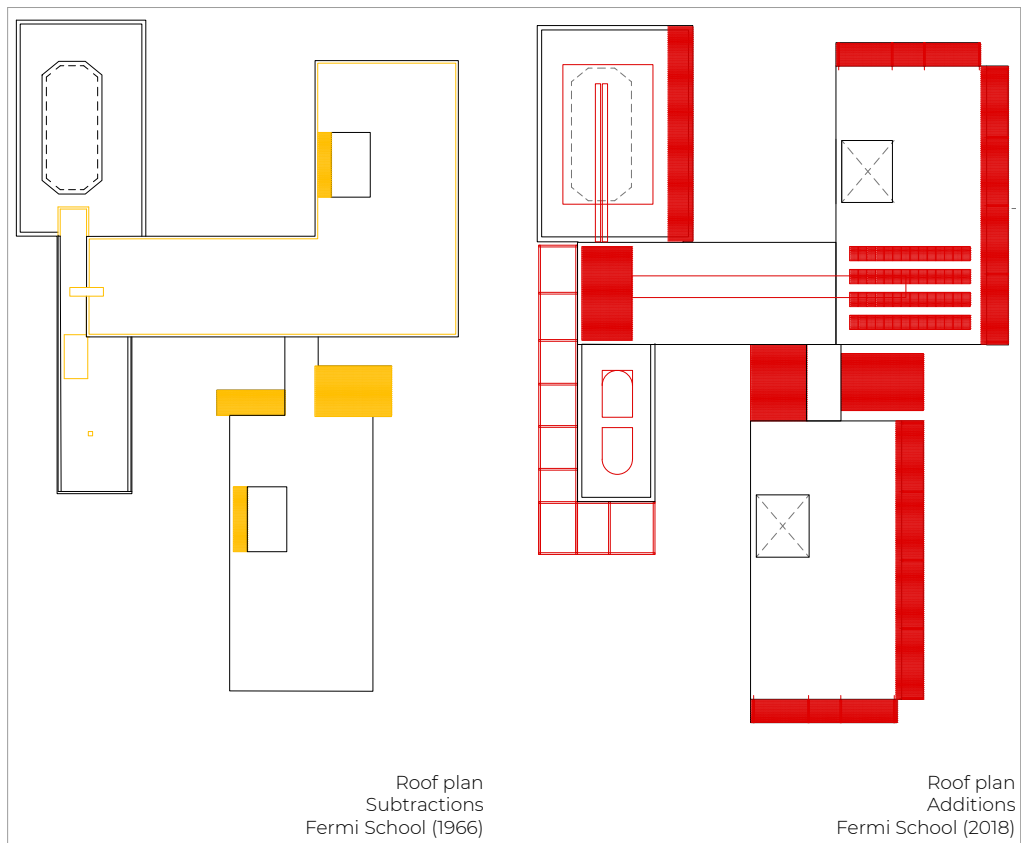 Roof plan
Subtractions
Fermi School (1966)
Roof plan
Additions
Fermi School (2018)